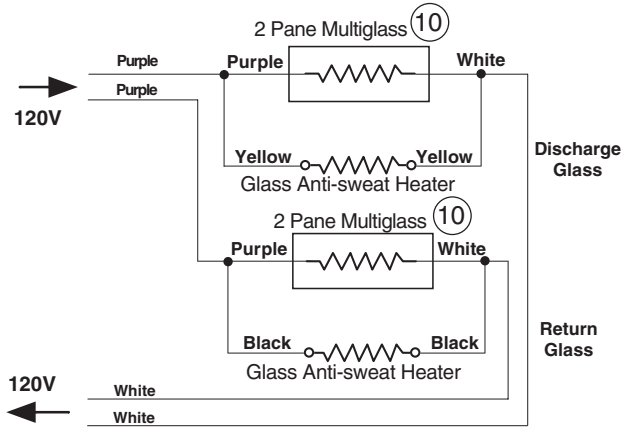 2 Pane Multiglass 10
Purple
Purple
White
Purple
120V
Yellow
Yellow
Discharge
Glass
Glass Anti-sweat Heater
2 Pane Multiglass 10
Purple
White
Black
Black
Return
Glass
Glass Anti-sweat Heater
120V
White
White